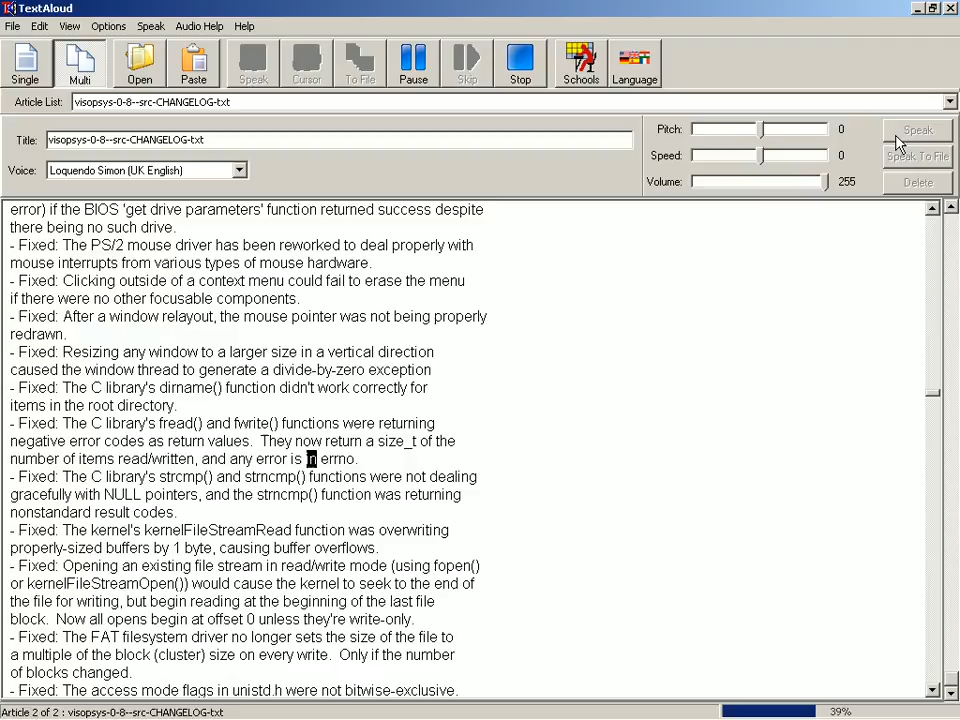 TextAloud
File Edit View Options Speak Audio Help Help
Single Multi Open Paste Speak Cursor To File Pause Skip Stop Schools Language
Article List: visopsys-0-8--src-CHANGELOG-txt
Title: visopsys-0-8--src-CHANGELOG-txt
Voice: Loquendo Simon (UK English)
Pitch: 0 Speak
Speed: 0 Speak To File
Volume: 255 Delete
error) if the BIOS 'get drive parameters' function returned success despite
there being no such drive.
- Fixed: The PS/2 mouse driver has been reworked to deal properly with
mouse interrupts from various types of mouse hardware.
- Fixed: Clicking outside of a context menu could fail to erase the menu
if there were no other focusable components.
- Fixed: After a window relayout, the mouse pointer was not being properly
redrawn.
- Fixed: Resizing any window to a larger size in a vertical direction
caused the window thread to generate a divide-by-zero exception
- Fixed: The C library's dirname() function didn't work correctly for
items in the root directory.
- Fixed: The C library's fread() and fwrite() functions were returning
negative error codes as return values.  They now return a size_t of the
number of items read/written, and any error is in errno.
- Fixed: The C library's strcmp() and strncmp() functions were not dealing
gracefully with NULL pointers, and the strncmp() function was returning
nonstandard result codes.
- Fixed: The kernel's kernelFileStreamRead function was overwriting
properly-sized buffers by 1 byte, causing buffer overflows.
- Fixed: Opening an existing file stream in read/write mode (using fopen()
or kernelFileStreamOpen()) would cause the kernel to seek to the end of
the file for writing, but begin reading at the beginning of the last file
block.  Now all opens begin at offset 0 unless they're write-only.
- Fixed: The FAT filesystem driver no longer sets the size of the file to
a multiple of the block (cluster) size on every write.  Only if the number
of blocks changed.
- Fixed: The access mode flags in unistd.h were not bitwise-exclusive.
Article 2 of 2 : visopsys-0-8--src-CHANGELOG-txt 39%